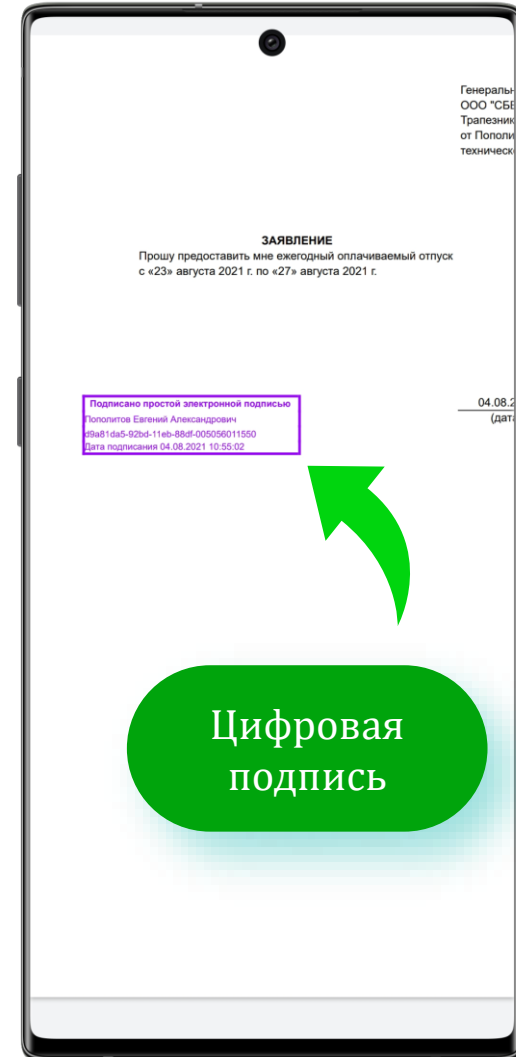 Генеральн
ООО "СБЕ
Трапезник
от Пополи
техническ
ЗАЯВЛЕНИЕ
Прошу предоставить мне ежегодный оплачиваемый отпуск
с «23» августа 2021 г. по «27» августа 2021 г.
Подписано простой электронной подписью
Пополитов Евгений Александрович
d9a81da5-92bd-11eb-88df-005056011550
Дата подписания 04.08.2021 10:55:02
04.08.2
(дата
Цифровая
подпись